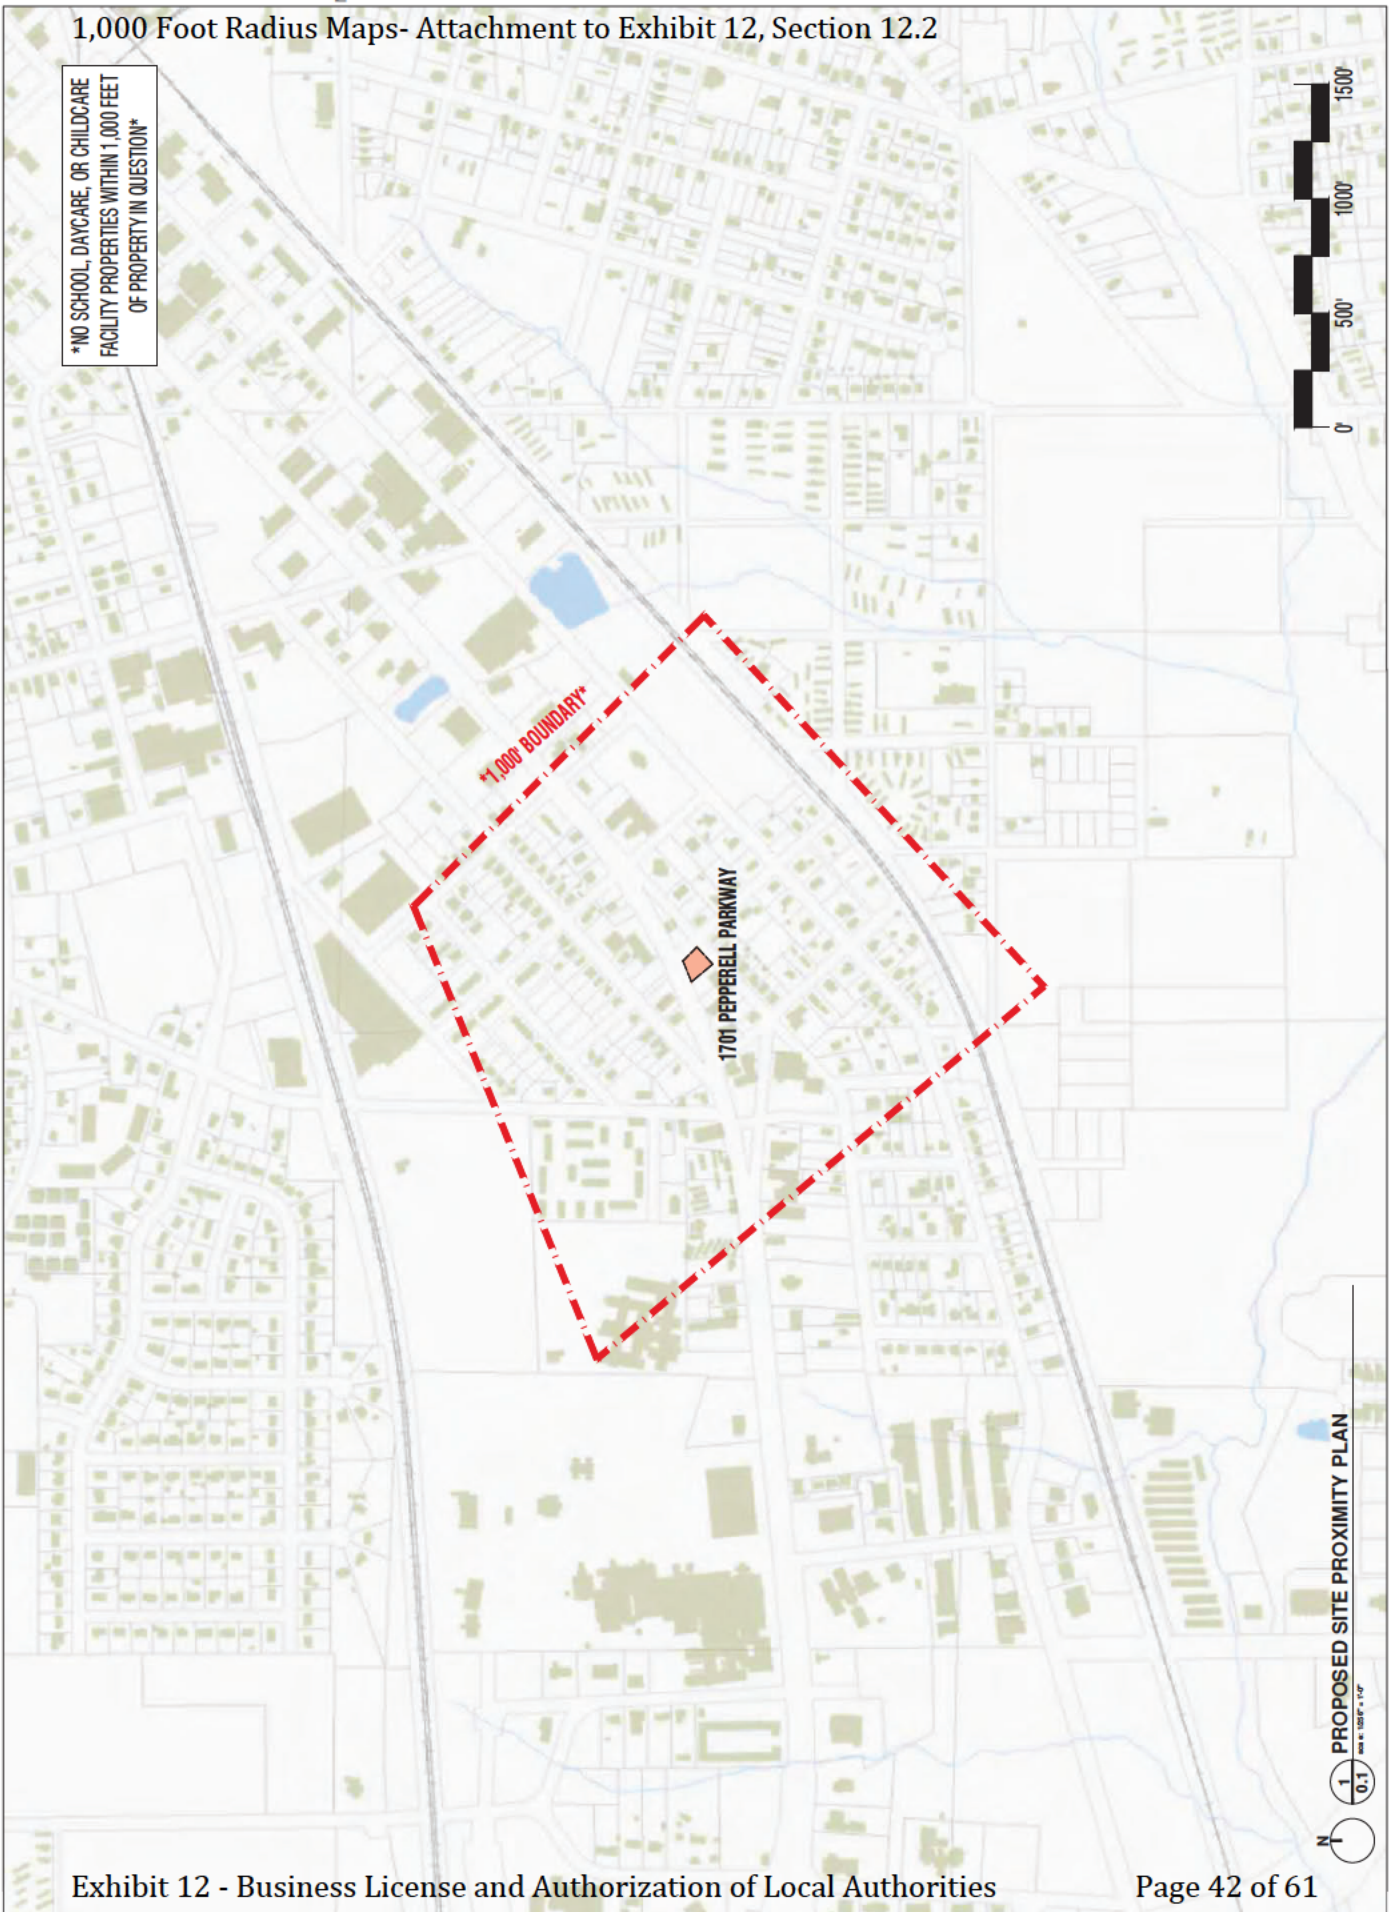 1,000 Foot Radius Maps- Attachment to Exhibit 12, Section 12.2
*NO SCHOOL, DAYCARE, OR CHILDCARE
FACILITY PROPERTIES WITHIN 1,000 FEET
OF PROPERTY IN QUESTION*
*1,000' BOUNDARY*
1701 PEPPERELL PARKWAY
0'
500'
1000'
1500'
N
1
0.1
PROPOSED SITE PROXIMITY PLAN
Exhibit 12 - Business License and Authorization of Local Authorities
Page 42 of 61